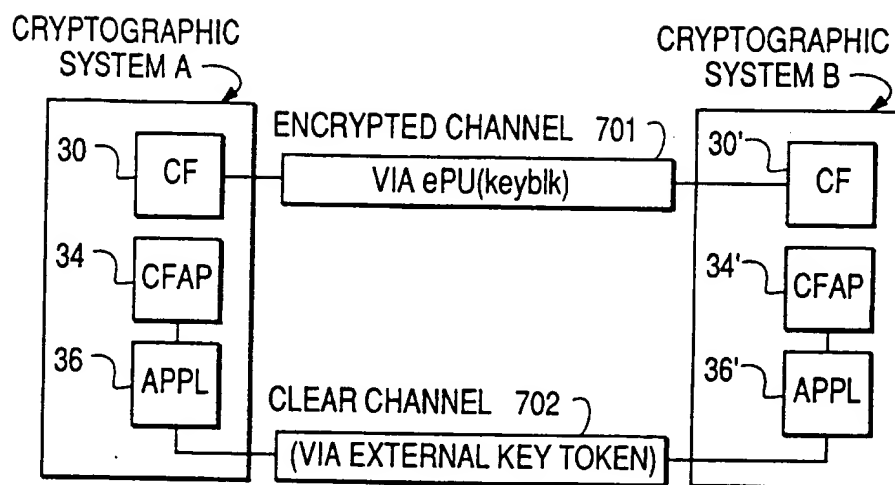 CRYPTOGRAPHIC
SYSTEM A
CRYPTOGRAPHIC
SYSTEM B
ENCRYPTED CHANNEL 701
30
CF
VIA ePU(keyblk)
30'
CF
34
CFAP
34'
CFAP
36
APPL
36'
APPL
CLEAR CHANNEL 702
(VIA EXTERNAL KEY TOKEN)